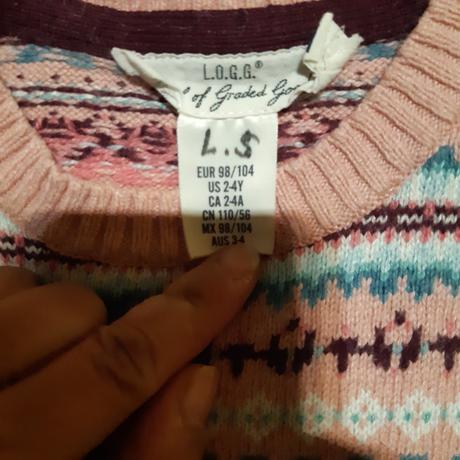 L.O.G.G.®
of Graded Goo
L.S
EUR 98/104
US 2-4Y
CA 2-4A
CN 110/56
MX 98/104
AUS 3-4